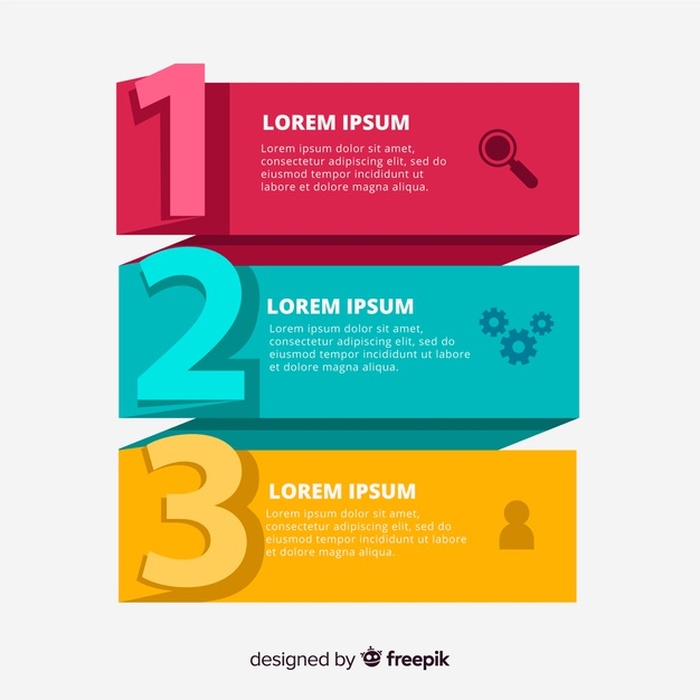 1
LOREM IPSUM
Lorem ipsum dolor sit amet,
consectetur adipiscing elit, sed do
eiusmod tempor incididunt ut
labore et dolore magna aliqua.
2
LOREM IPSUM
Lorem ipsum dolor sit amet,
consectetur adipiscing elit, sed do
eiusmod tempor incididunt ut labore
et dolore magna aliqua.
3
LOREM IPSUM
Lorem ipsum dolor sit amet,
consectetur adipiscing elit, sed do
eiusmod tempor incididunt ut labore
et dolore magna aliqua.
designed by freepik